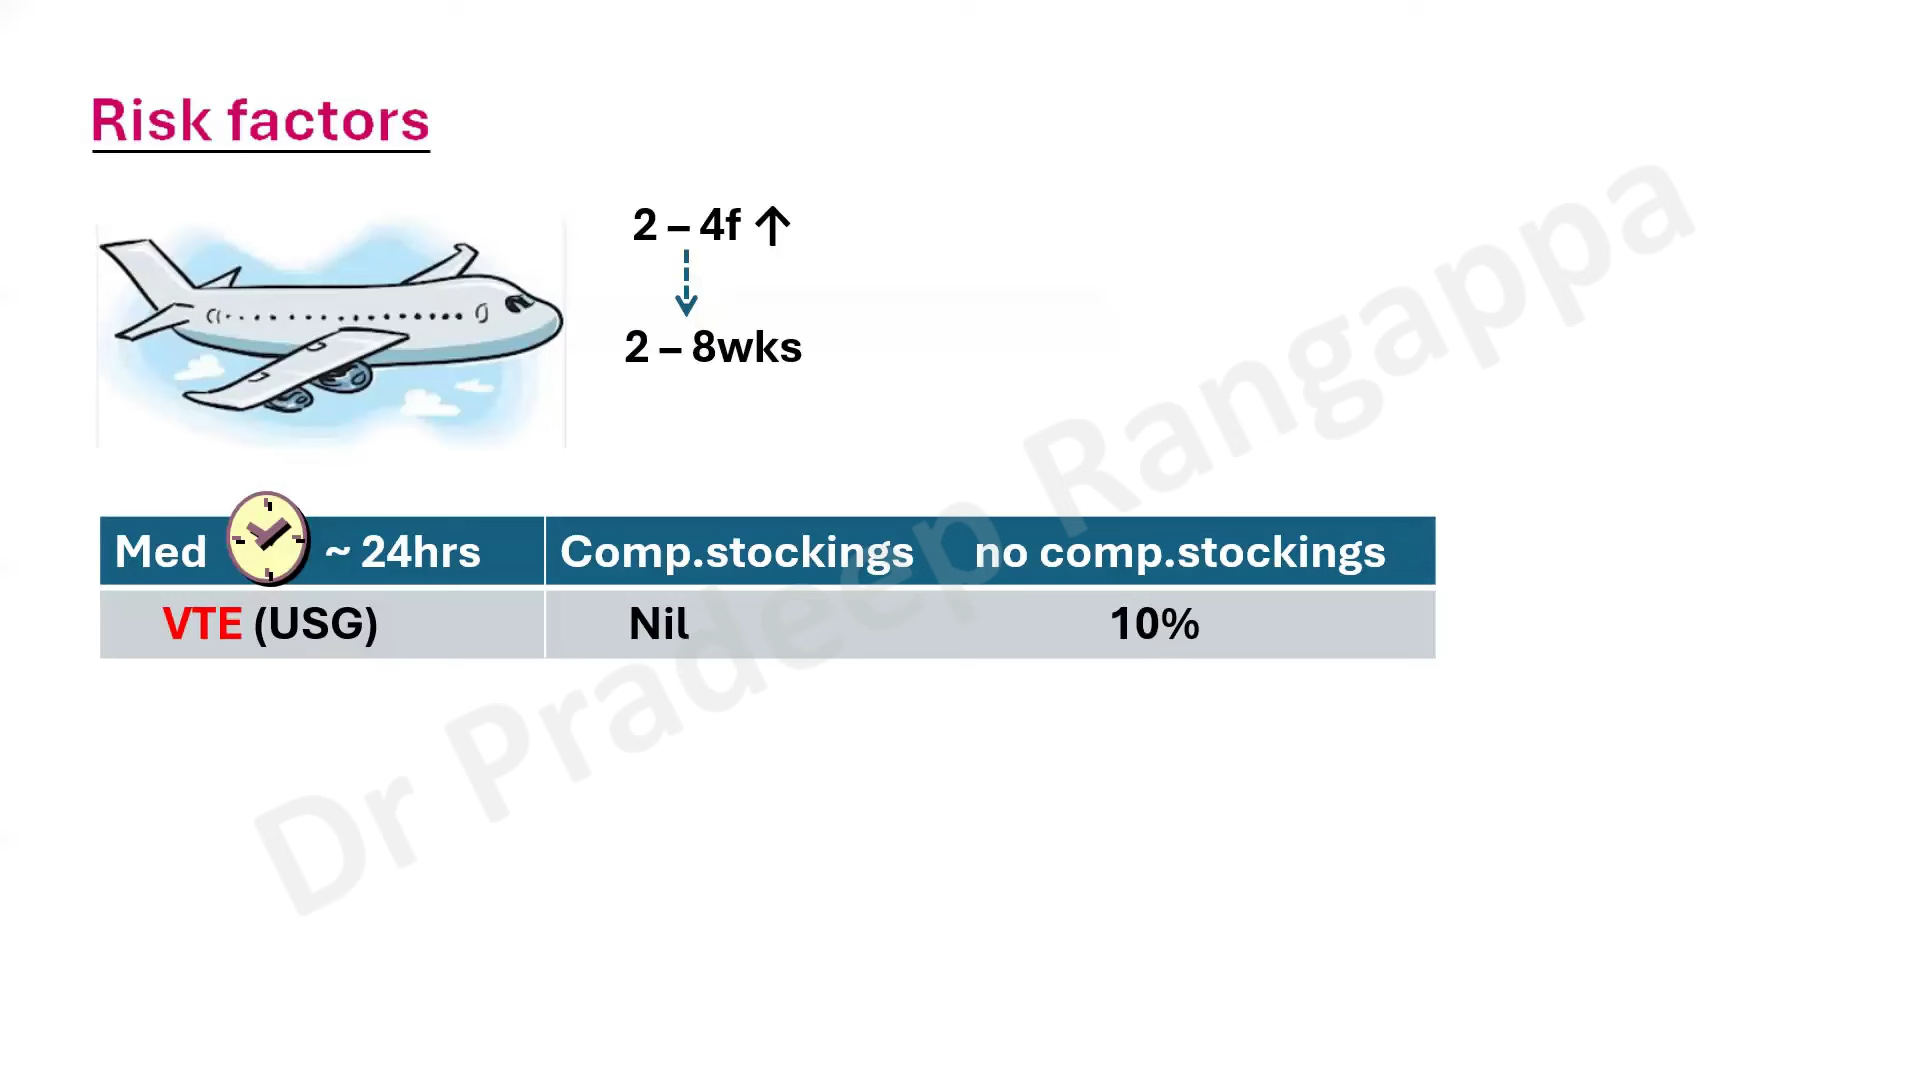 Risk factors
2 – 4f ↑
2 – 8wks
Med ~ 24hrs Comp.stockings no comp.stockings
VTE (USG) Nil 10%
Dr Pradeep Rangappa